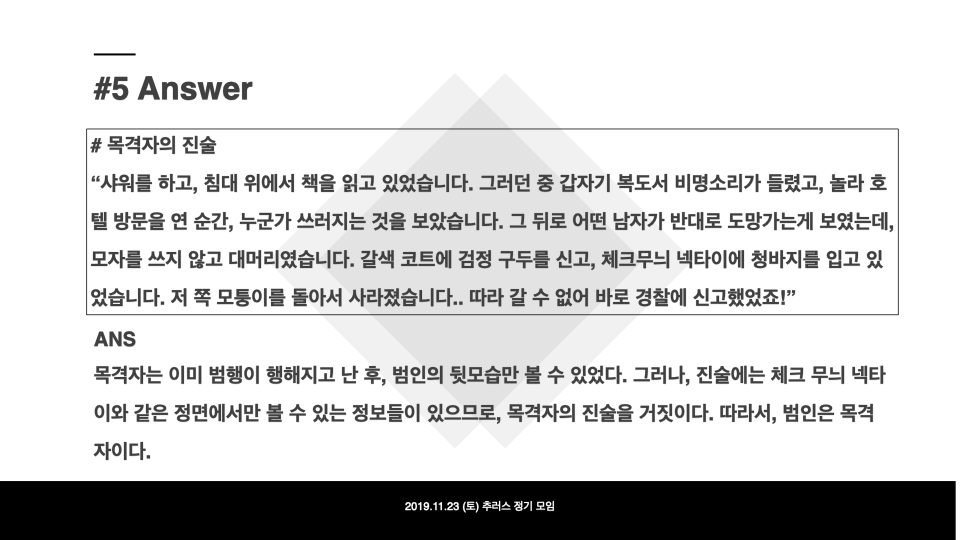 #5 Answer
# 목격자의 진술
“샤워를 하고, 침대 위에서 책을 읽고 있었습니다. 그러던 중 갑자기 복도서 비명소리가 들렸고, 놀라 호
텔 방문을 연 순간, 누군가 쓰러지는 것을 보았습니다. 그 뒤로 어떤 남자가 반대로 도망가는게 보였는데,
모자를 쓰지 않고 대머리였습니다. 갈색 코트에 검정 구두를 신고, 체크무늬 넥타이에 청바지를 입고 있
었습니다. 저 쪽 모퉁이를 돌아서 사라졌습니다.. 따라 갈 수 없어 바로 경찰에 신고했었죠!”
ANS
목격자는 이미 범행이 행해지고 난 후, 범인의 뒷모습만 볼 수 있었다. 그러나, 진술에는 체크 무늬 넥타
이와 같은 정면에서만 볼 수 있는 정보들이 있으므로, 목격자의 진술을 거짓이다. 따라서, 범인은 목격
자이다.
2019.11.23 (토) 추러스 정기 모임